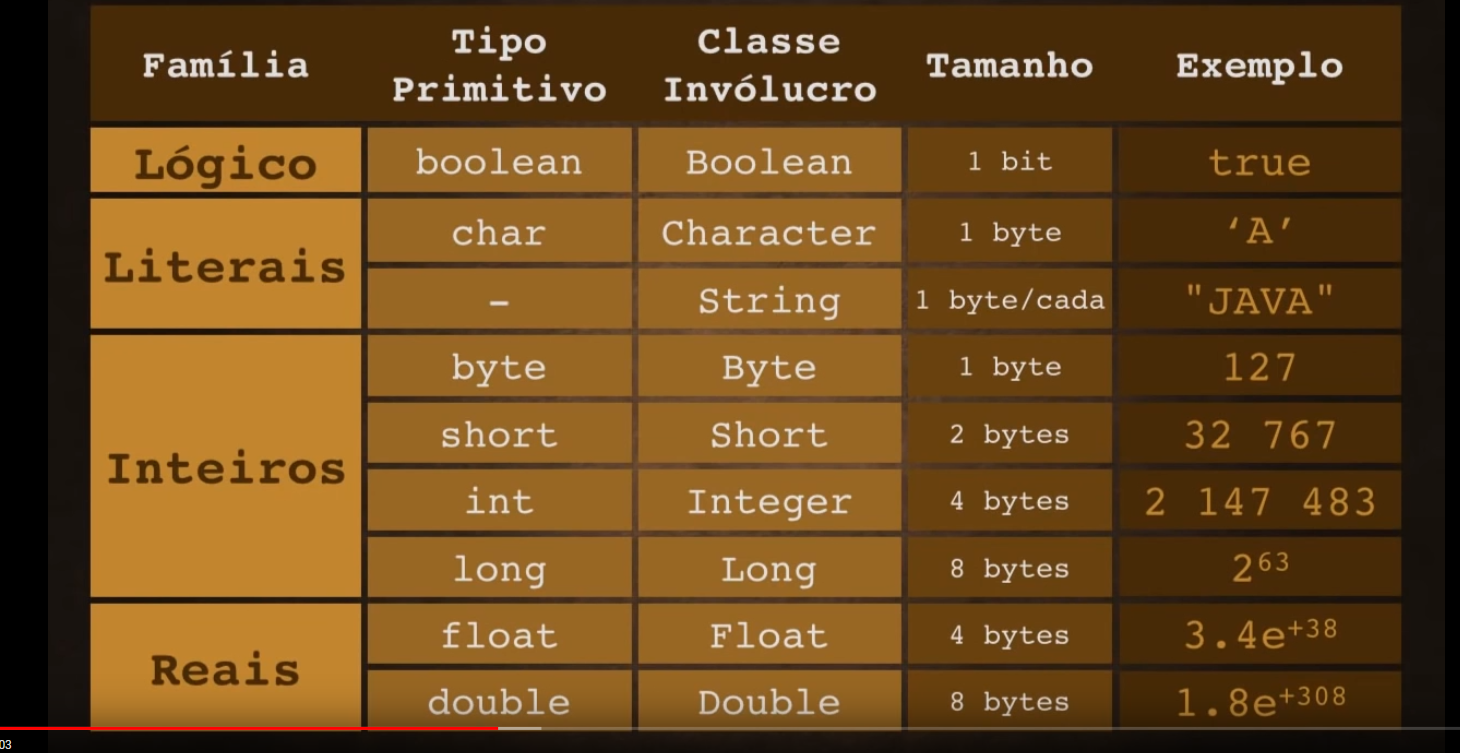 Família Tipo Primitivo Classe Invólucro Tamanho Exemplo
Lógico boolean Boolean 1 bit true
Literais char Character 1 byte ‘A’
– String 1 byte/cada "JAVA"
Inteiros byte Byte 1 byte 127
short Short 2 bytes 32 767
int Integer 4 bytes 2 147 483
long Long 8 bytes 2⁶³
Reais float Float 4 bytes 3.4e⁺³⁸
double Double 8 bytes 1.8e⁺³⁰⁸
03